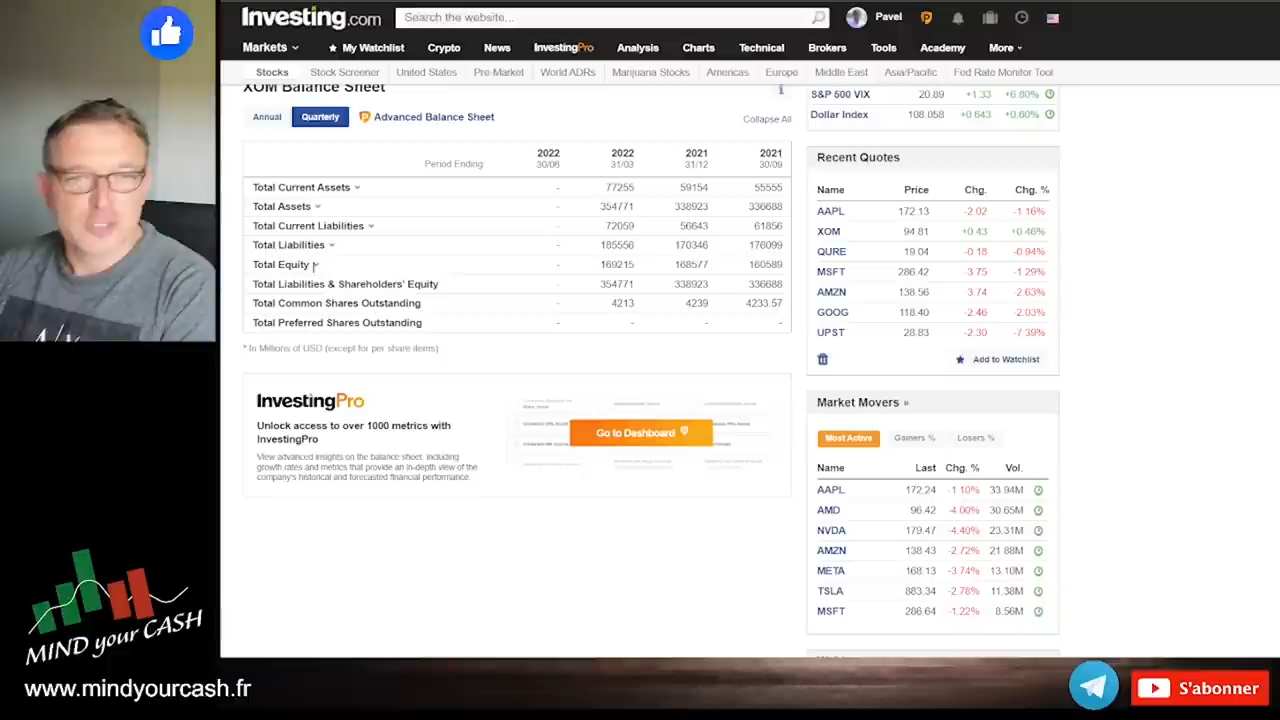 Investing.com
Search the website...
Pavel
Markets
My Watchlist
Crypto
News
InvestingPro
Analysis
Charts
Technical
Brokers
Tools
Academy
More
Stocks
Stock Screener
United States
Pre-Market
World ADRs
Marijuana Stocks
Americas
Europe
Middle East
Asia/Pacific
Fed Rate Monitor Tool
XOM Balance Sheet
Annual
Quarterly
Advanced Balance Sheet
Collapse All
Period Ending:
2022 2022 2021 2021
30/06 31/03 31/12 30/09
Total Current Assets - 77255 59154 55555
Total Assets - 354771 338923 336688
Total Current Liabilities - 72059 56643 61856
Total Liabilities - 185556 170346 176099
Total Equity - 169215 168577 160589
Total Liabilities & Shareholders' Equity - 354771 338923 336688
Total Common Shares Outstanding - 4213 4239 4233.57
Total Preferred Shares Outstanding - - - -
* In Millions of USD (except for per share items)
InvestingPro
Unlock access to over 1000 metrics with
InvestingPro
View advanced insights on the balance sheet, including
growth rates and metrics that provide an in-depth view of the
company's historical and forecasted financial performance.
Go to Dashboard
S&P 500 VIX 20.89 +1.33 +6.80%
Dollar Index 108.058 +0.643 +0.60%
Recent Quotes
Name Price Chg. Chg. %
AAPL 172.13 -2.02 -1.16%
XOM 94.81 +0.43 +0.46%
QURE 19.04 -0.18 -0.94%
MSFT 286.42 -3.75 -1.29%
AMZN 138.56 -3.74 -2.63%
GOOG 118.40 -2.46 -2.03%
UPST 28.83 -2.30 -7.39%
Add to Watchlist
Market Movers »
Most Active
Gainers %
Losers %
Name Last Chg. % Vol.
AAPL 172.24 -1.10% 33.94M
AMD 96.42 -4.00% 30.65M
NVDA 179.47 -4.40% 23.31M
AMZN 138.43 -2.72% 21.88M
META 168.13 -3.74% 13.10M
TSLA 883.34 -2.78% 11.38M
MSFT 286.64 -1.22% 8.56M
MIND your CASH
www.mindyourcash.fr
S'abonner